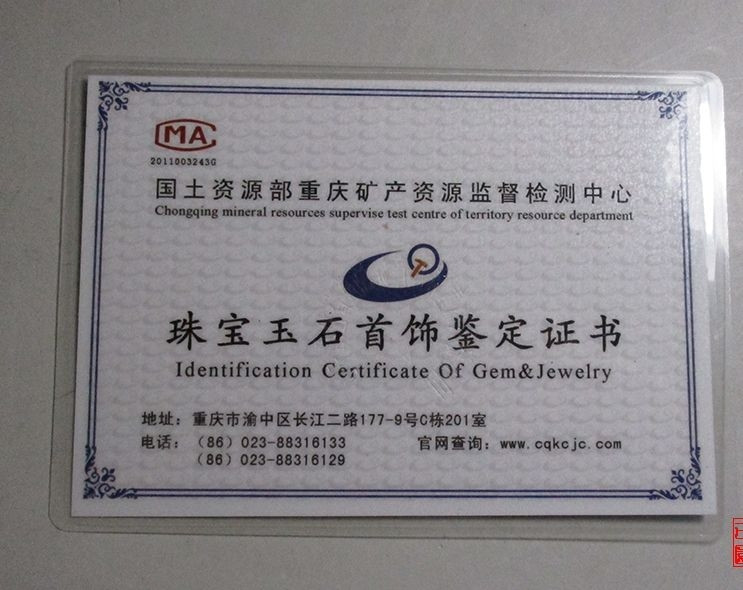 CMA
2011003243G
国土资源部重庆矿产资源监督检测中心
Chongqing mineral resources supervise test centre of territory resource department
珠宝玉石首饰鉴定证书
Identification Certificate Of Gem&Jewelry
地址：重庆市渝中区长江二路177-9号C栋201室
电话：（86）023-88316133 官网查询：www.cqkcjc.com
（86）023-88316129